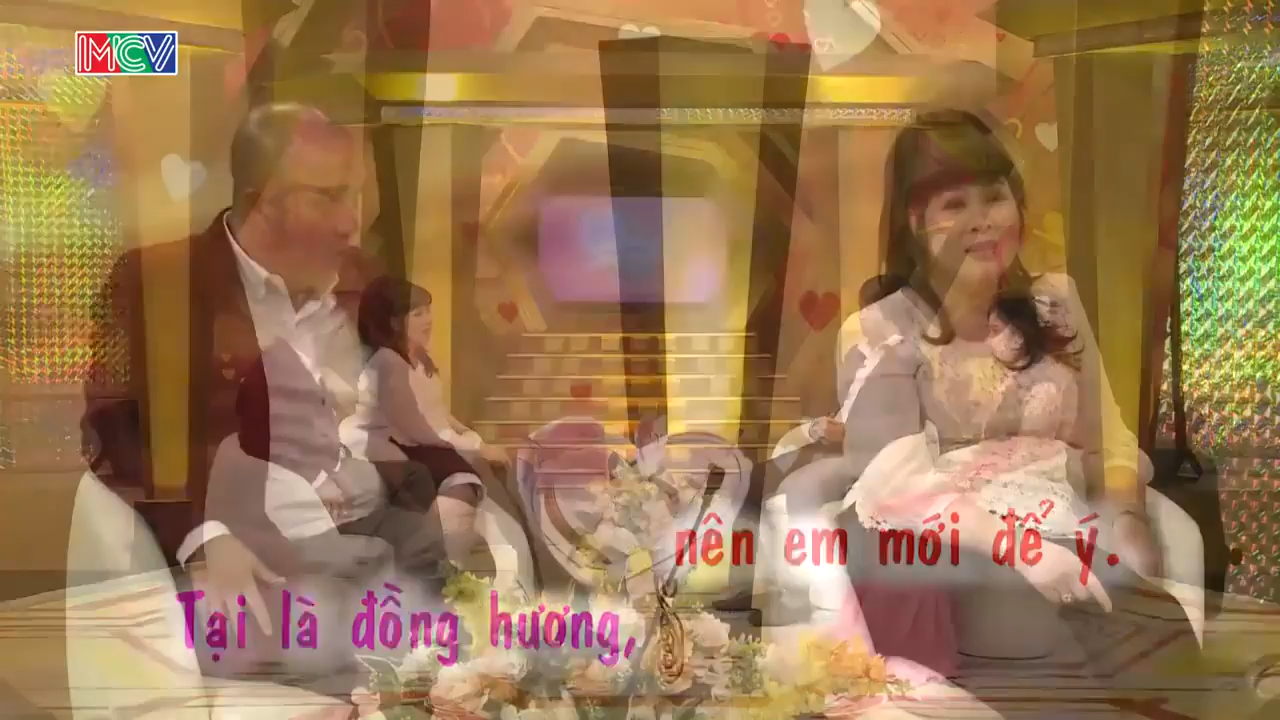 MCV
Tại là đồng hương,
nên em mới để ý.